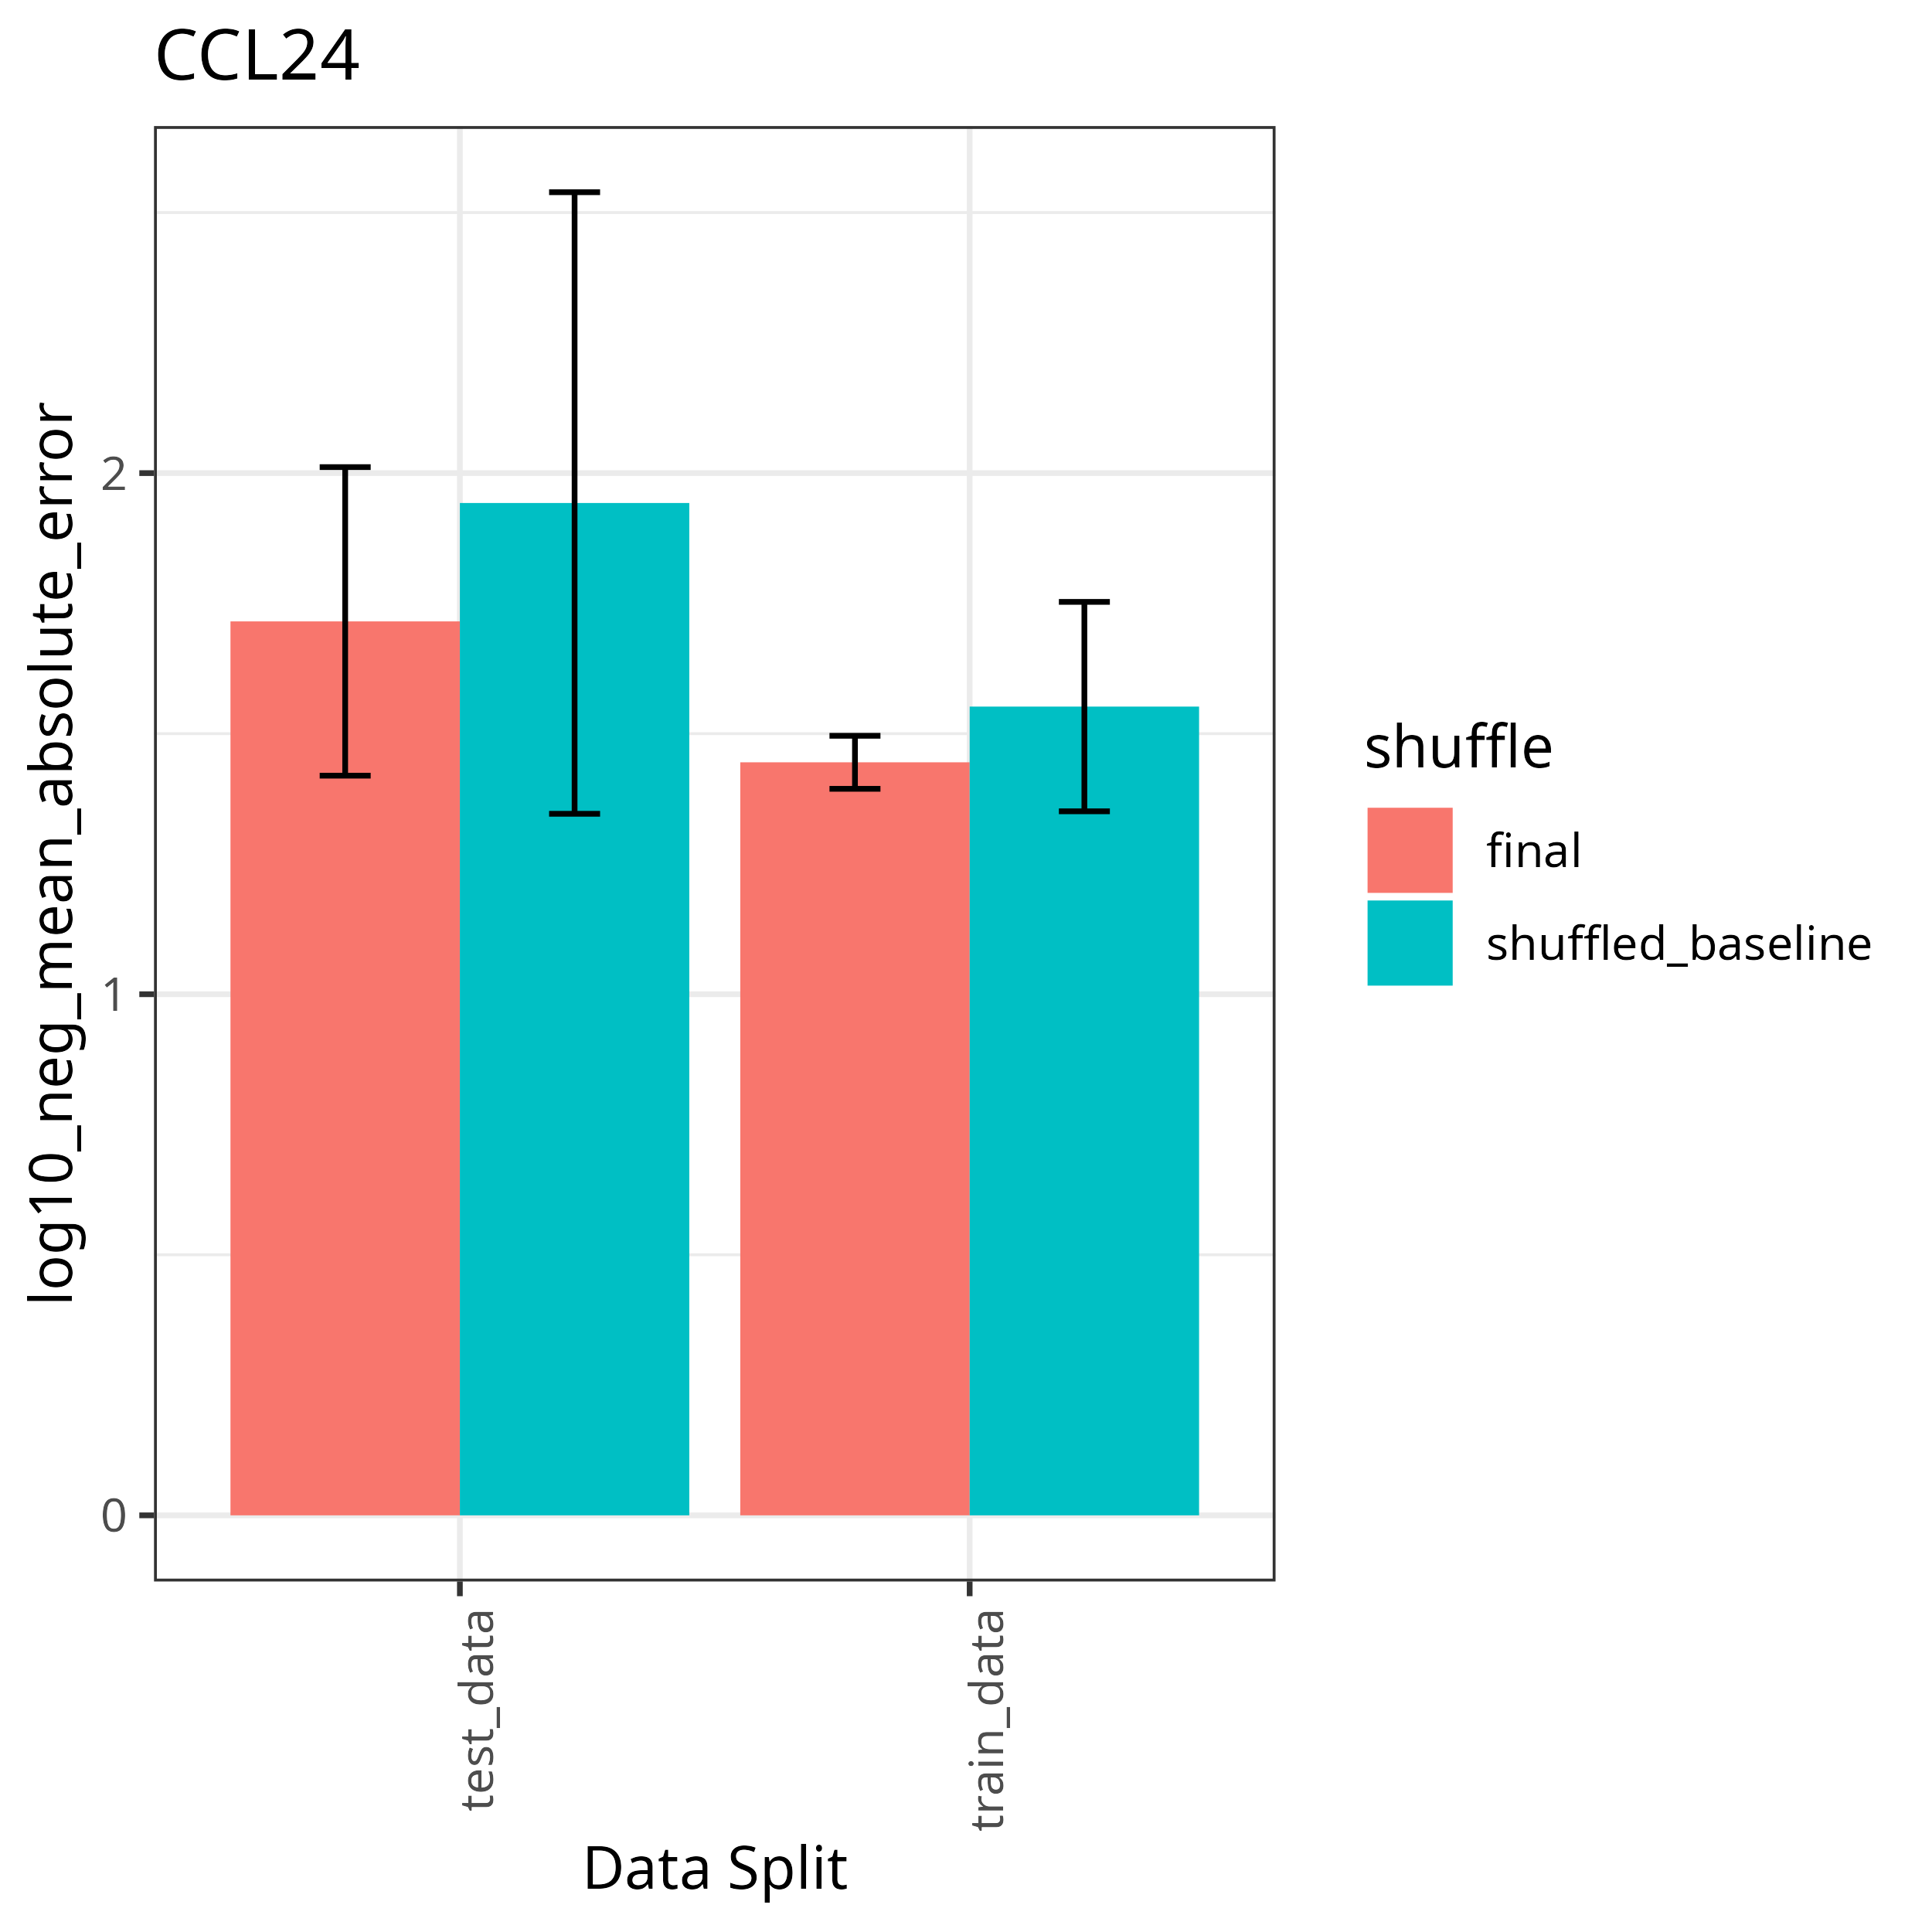 CCL24
log10_neg_mean_absolute_error
2
1
0
test_data
train_data
Data Split
shuffle
final
shuffled_baseline